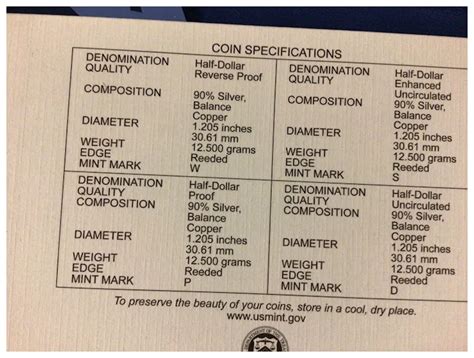 COIN SPECIFICATIONS
DENOMINATION Half-Dollar
QUALITY Reverse Proof
COMPOSITION 90% Silver,
Balance
Copper
DIAMETER 1.205 inches
30.61 mm
WEIGHT 12.500 grams
EDGE Reeded
MINT MARK W
DENOMINATION Half-Dollar
QUALITY Enhanced
Uncirculated
COMPOSITION 90% Silver,
Balance
Copper
DIAMETER 1.205 inches
30.61 mm
WEIGHT 12.500 grams
EDGE Reeded
MINT MARK S
DENOMINATION Half-Dollar
QUALITY Proof
COMPOSITION 90% Silver,
Balance
Copper
DIAMETER 1.205 inches
30.61 mm
WEIGHT 12.500 grams
EDGE Reeded
MINT MARK P
DENOMINATION Half-Dollar
QUALITY Uncirculated
COMPOSITION 90% Silver,
Balance
Copper
DIAMETER 1.205 inches
30.61 mm
WEIGHT 12.500 grams
EDGE Reeded
MINT MARK D
To preserve the beauty of your coins, store in a cool, dry place.
www.usmint.gov